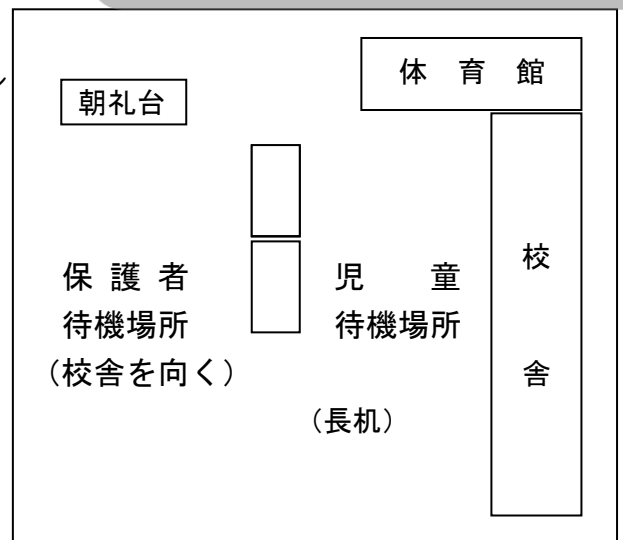 体育館
朝礼台
保護者
待機場所
（校舎を向く）
児童
待機場所
（長机）
校舎